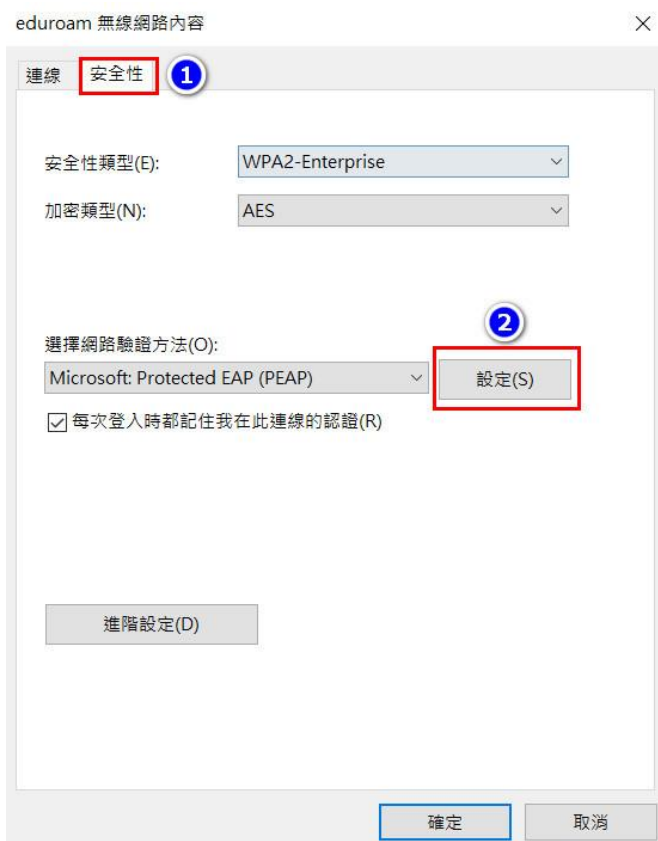 eduroam 無線網路內容
連線 安全性 1
安全性類型(E): WPA2-Enterprise
加密類型(N): AES
2
選擇網路驗證方法(O):
Microsoft: Protected EAP (PEAP) 設定(S)
每次登入時都記住我在此連線的認證(R)
進階設定(D)
確定 取消